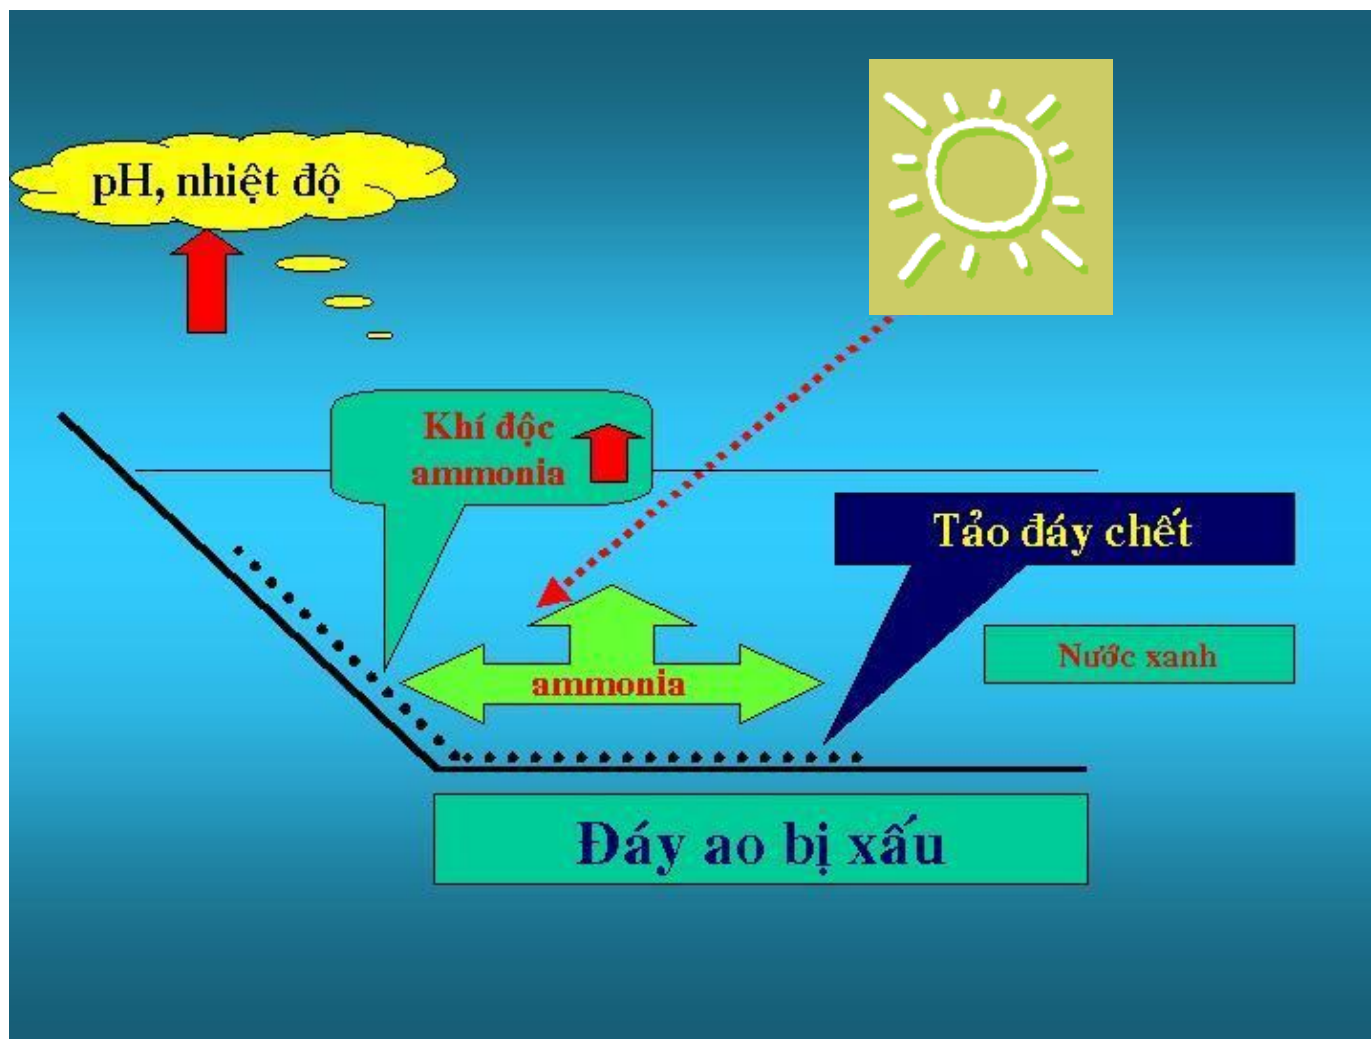 pH, nhiệt độ
Khí độc
ammonia
Tảo đáy chết
Nước xanh
ammonia
Đáy ao bị xấu